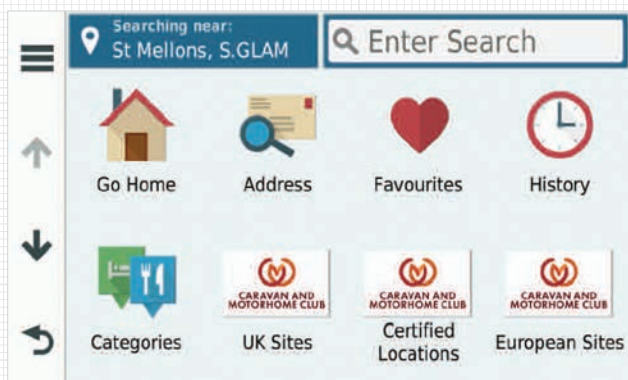 Searching near:
St Mellons, S.GLAM
Enter Search
Go Home
Address
Favourites
History
CARAVAN AND
MOTORHOME CLUB
CARAVAN AND
MOTORHOME CLUB
CARAVAN AND
MOTORHOME CLUB
Categories
UK Sites
Certified
Locations
European Sites